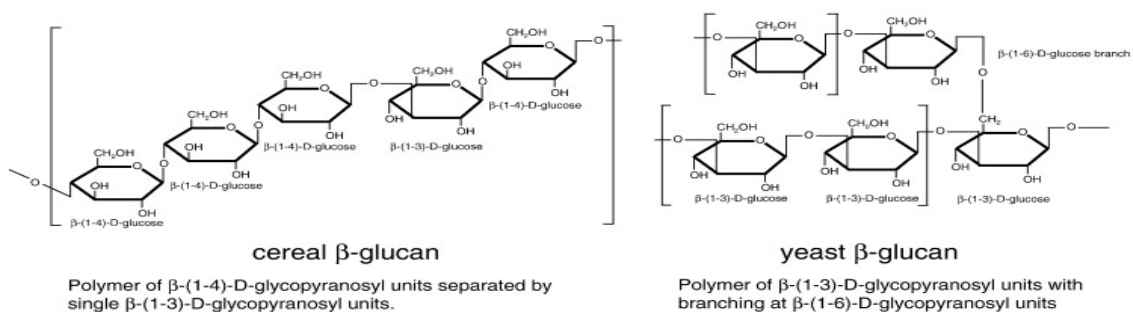 CH₂OH
O
O
OH
OH
β-(1-4)-D-glucose
CH₂OH
O
O
OH
OH
β-(1-4)-D-glucose
CH₂OH
O
O
OH
OH
β-(1-4)-D-glucose
CH₂OH
O
O
OH
OH
β-(1-3)-D-glucose
CH₂OH
O
O
OH
OH
β-(1-4)-D-glucose
O
cereal β-glucan
Polymer of β-(1-4)-D-glycopyranosyl units separated by
single β-(1-3)-D-glycopyranosyl units.
O
CH₂OH
O
OH
OH
O
CH₂OH
O
OH
OH
β-(1-6)-D-glucose branch
O
O
CH₂OH
O
OH
OH
β-(1-3)-D-glucose
O
CH₂OH
O
OH
OH
β-(1-3)-D-glucose
O
CH₂
O
OH
OH
β-(1-3)-D-glucose
O
yeast β-glucan
Polymer of β-(1-3)-D-glycopyranosyl units with
branching at β-(1-6)-D-glycopyranosyl units